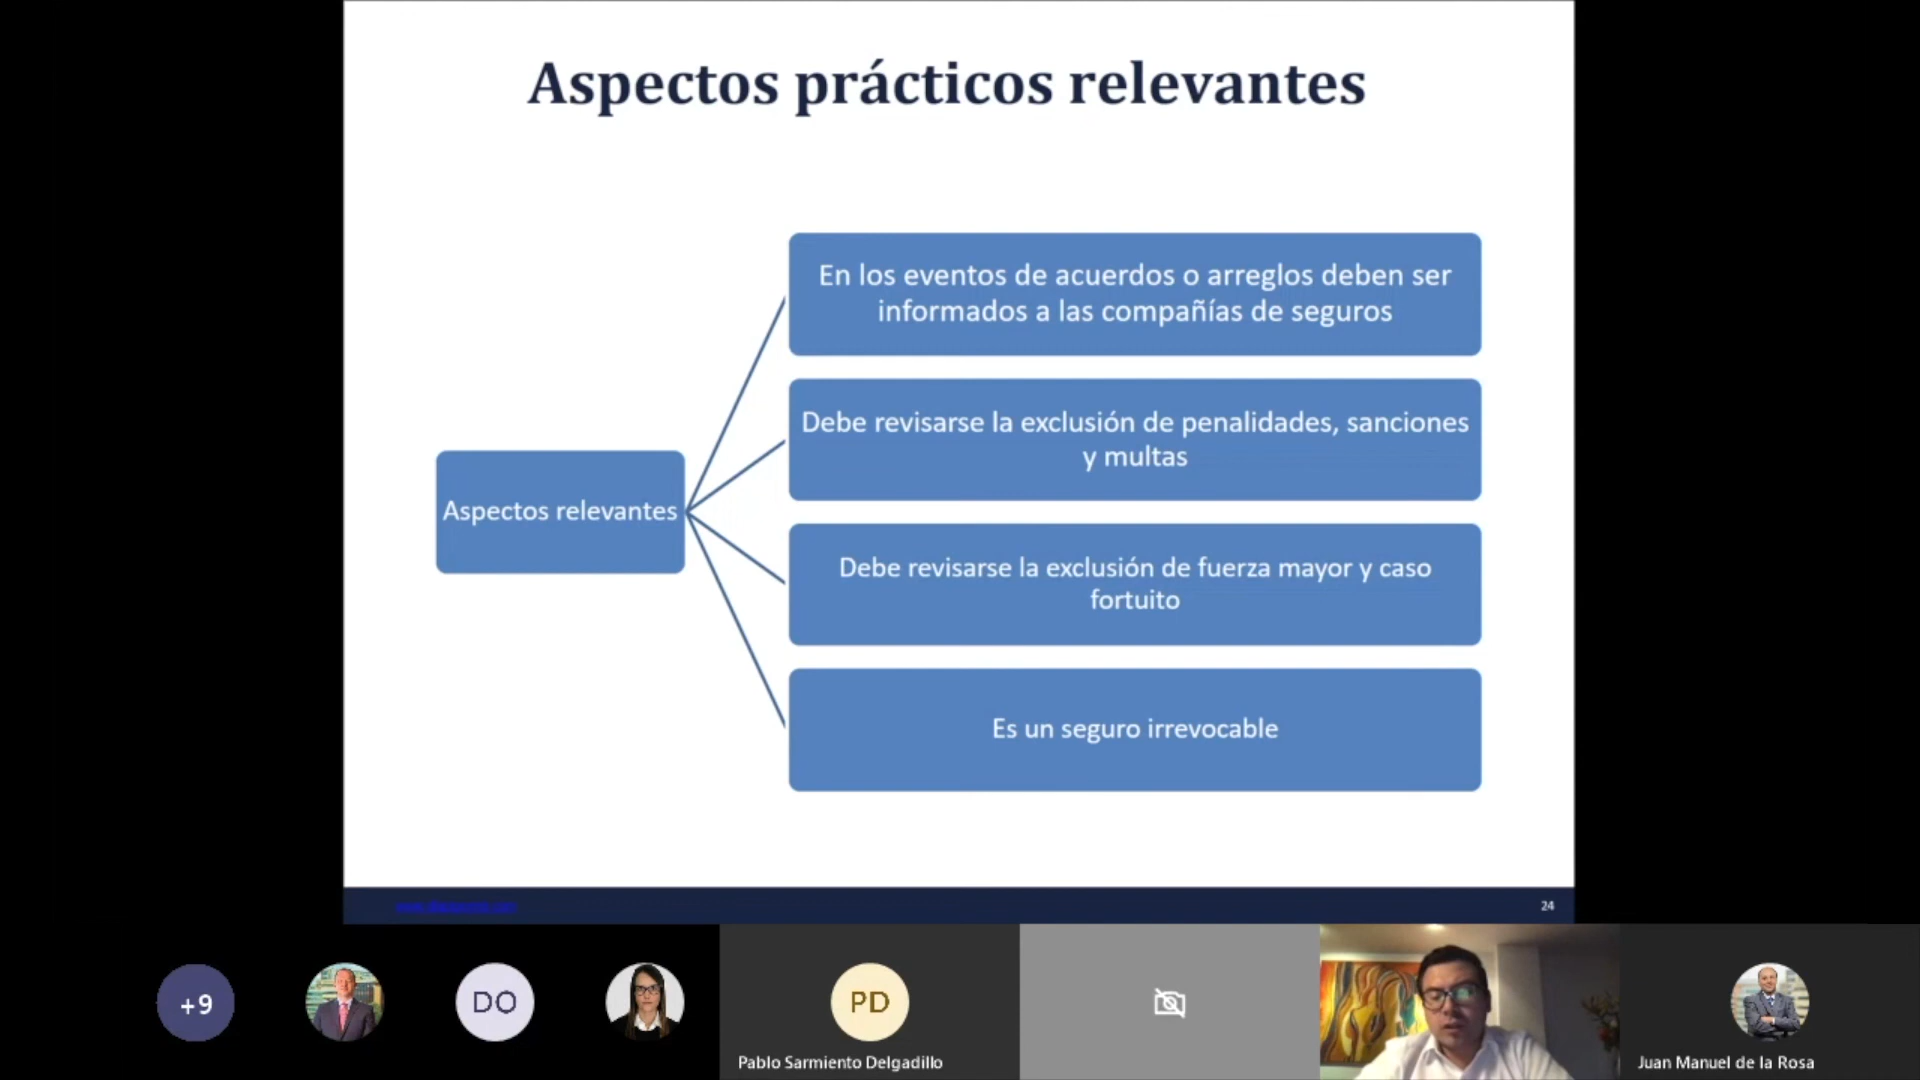 Aspectos prácticos relevantes
En los eventos de acuerdos o arreglos deben ser
informados a las compañías de seguros
Debe revisarse la exclusión de penalidades, sanciones
y multas
Aspectos relevantes
Debe revisarse la exclusión de fuerza mayor y caso
fortuito
Es un seguro irrevocable
24
+9
DO
PD
Pablo Sarmiento Delgadillo
Juan Manuel de la Rosa